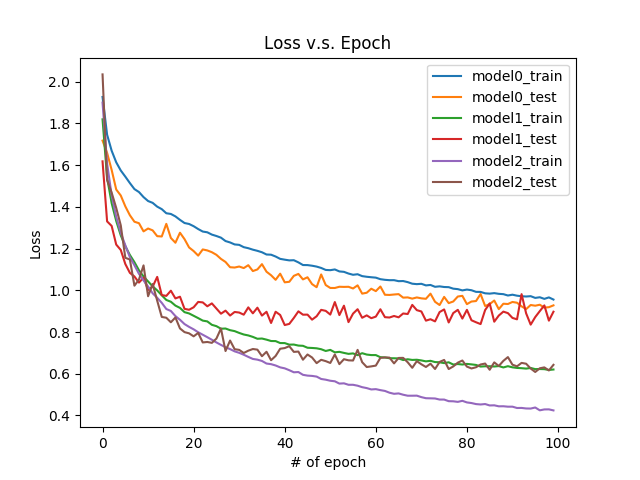 Loss v.s. Epoch
model0_train
model0_test
model1_train
model1_test
model2_train
model2_test
Loss
2.0
1.8
1.6
1.4
1.2
1.0
0.8
0.6
0.4
0 20 40 60 80 100
# of epoch